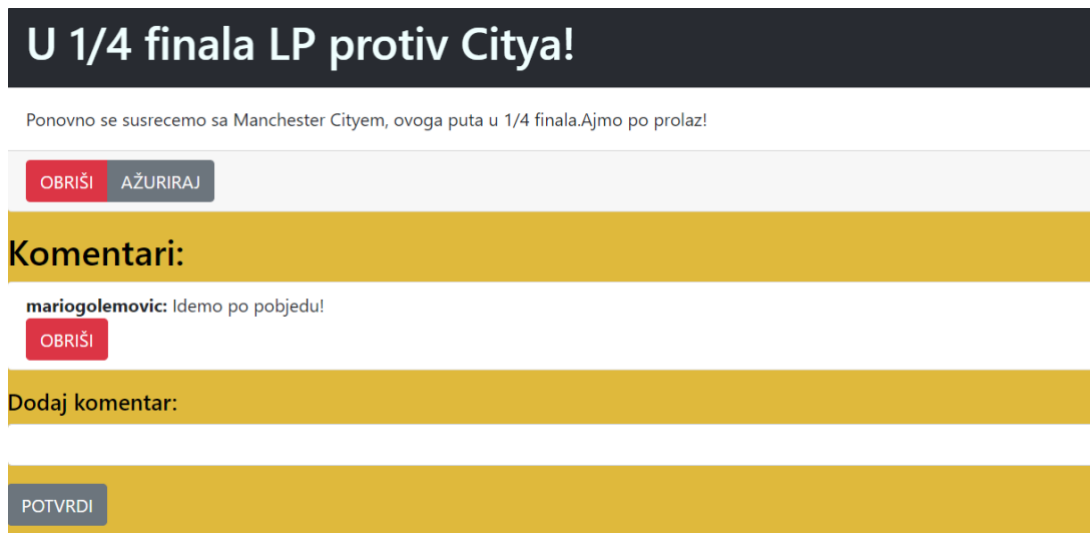 U 1/4 finala LP protiv Citya!
Ponovno se susrecemo sa Manchester Cityem, ovoga puta u 1/4 finala.Ajmo po prolaz!
OBRIŠI AŽURIRAJ
Komentari:
mariogolemovic: Idemo po pobjedu!
OBRIŠI
Dodaj komentar:
POTVRDI